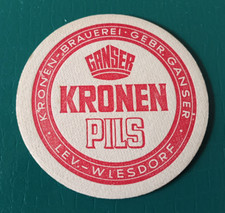 KRONEN-BRAUEREI · GEBR. GANSER
GANSER
KRONEN
PILS
LEV.-WIESDORF